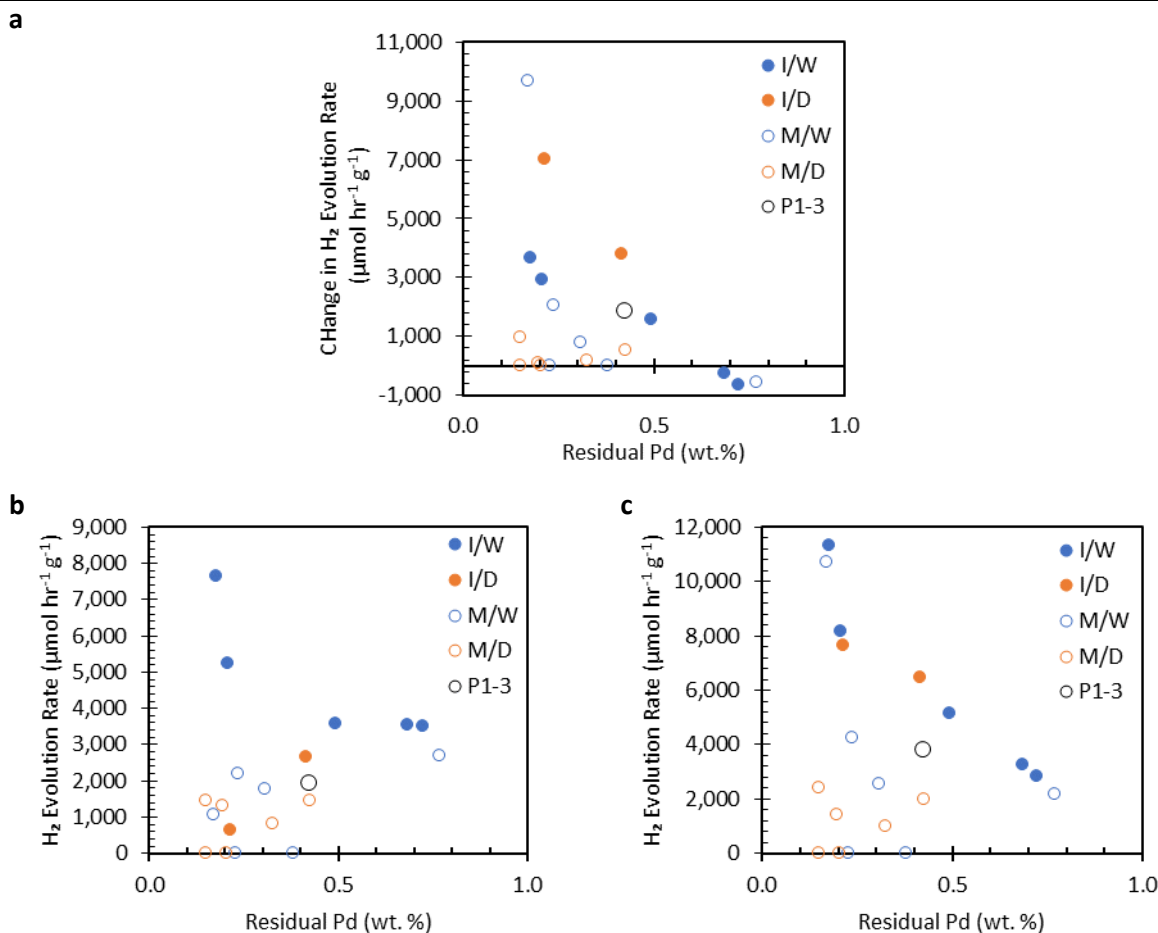 a
CHange in H₂ Evolution Rate
(µmol hr⁻¹ g⁻¹)
11,000
9,000
7,000
5,000
3,000
1,000
-1,000
0.0
0.5
1.0
Residual Pd (wt.%)
I/W
I/D
M/W
M/D
P1-3
b
H₂ Evolution Rate (µmol hr⁻¹ g⁻¹)
9,000
8,000
7,000
6,000
5,000
4,000
3,000
2,000
1,000
0
0.0
0.5
1.0
Residual Pd (wt. %)
I/W
I/D
M/W
M/D
P1-3
c
H₂ Evolution Rate (µmol hr⁻¹ g⁻¹)
12,000
10,000
8,000
6,000
4,000
2,000
0
0.0
0.5
1.0
Residual Pd (wt. %)
I/W
I/D
M/W
M/D
P1-3